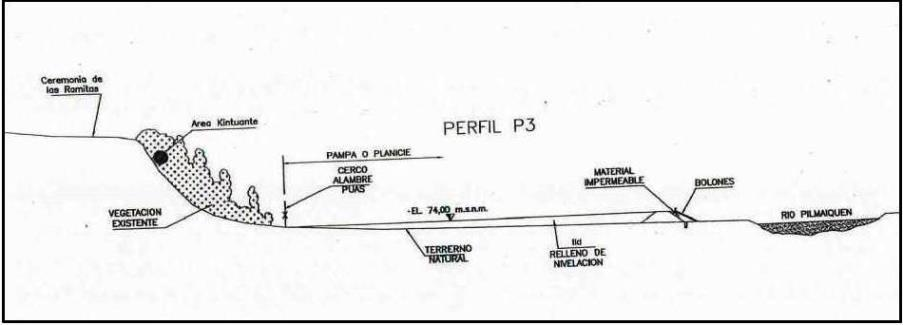 Ceremonia de
las Ramitas
Area Kintuante
PERFIL P3
PAMPA O PLANICIE
CERCO
ALAMBRE
PUAS
MATERIAL
IMPERMEABLE
BOLONES
VEGETACION
EXISTENTE
-EL 74,00 m.s.n.m.
RIO PILMAIQUEN
TERRERNO
NATURAL
IId
RELLENO DE
NIVELACION